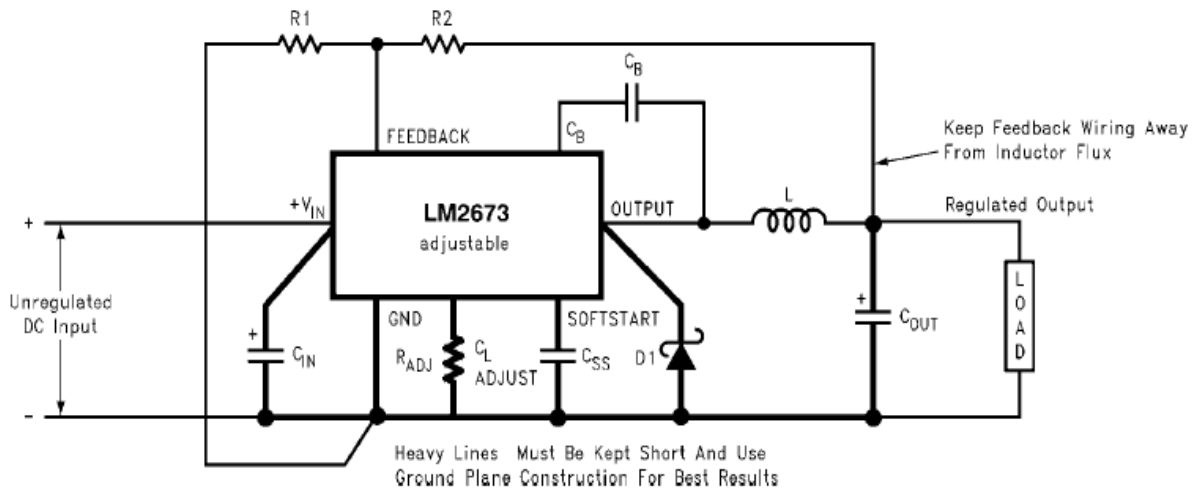 R1
R2
C_B
FEEDBACK
C_B
Keep Feedback Wiring Away
From Inductor Flux
+V_IN
LM2673
adjustable
OUTPUT
L
Regulated Output
+
Unregulated
DC Input
-
+
C_IN
GND
R_ADJ
C_L
ADJUST
SOFTSTART
C_SS
D1
+
C_OUT
LOAD
Heavy Lines Must Be Kept Short And Use
Ground Plane Construction For Best Results